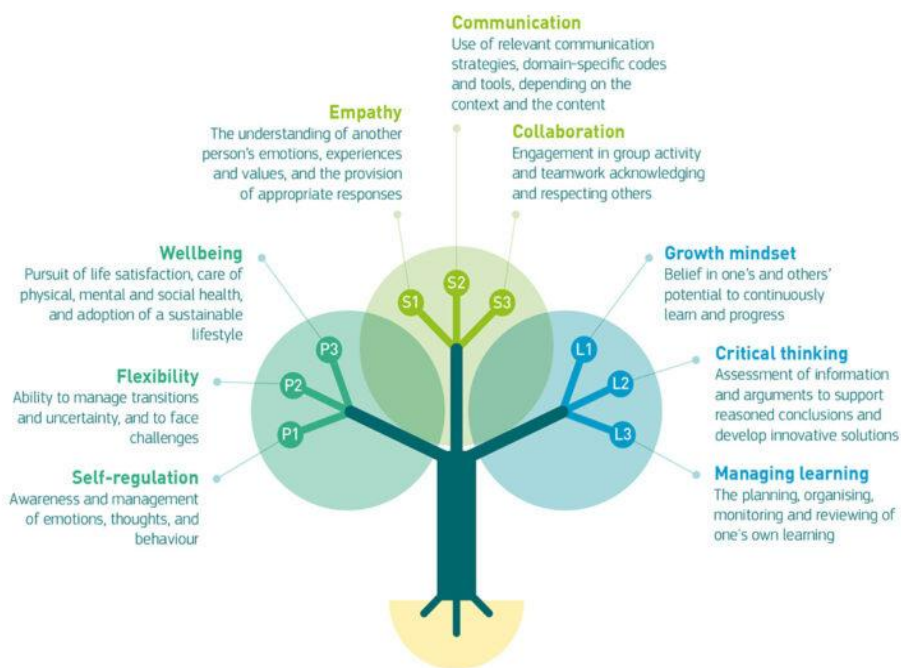 Communication
Use of relevant communication
strategies, domain-specific codes
and tools, depending on the
context and the content
Empathy
The understanding of another
person's emotions, experiences
and values, and the provision
of appropriate responses
Collaboration
Engagement in group activity
and teamwork acknowledging
and respecting others
Wellbeing
Pursuit of life satisfaction, care of
physical, mental and social health,
and adoption of a sustainable
lifestyle
Flexibility
Ability to manage transitions
and uncertainty, and to face
challenges
Self-regulation
Awareness and management
of emotions, thoughts, and
behaviour
P3
P2
P1
S1
S2
S3
L1
L2
L3
Growth mindset
Belief in one's and others'
potential to continuously
learn and progress
Critical thinking
Assessment of information
and arguments to support
reasoned conclusions and
develop innovative solutions
Managing learning
The planning, organising,
monitoring and reviewing of
one's own learning